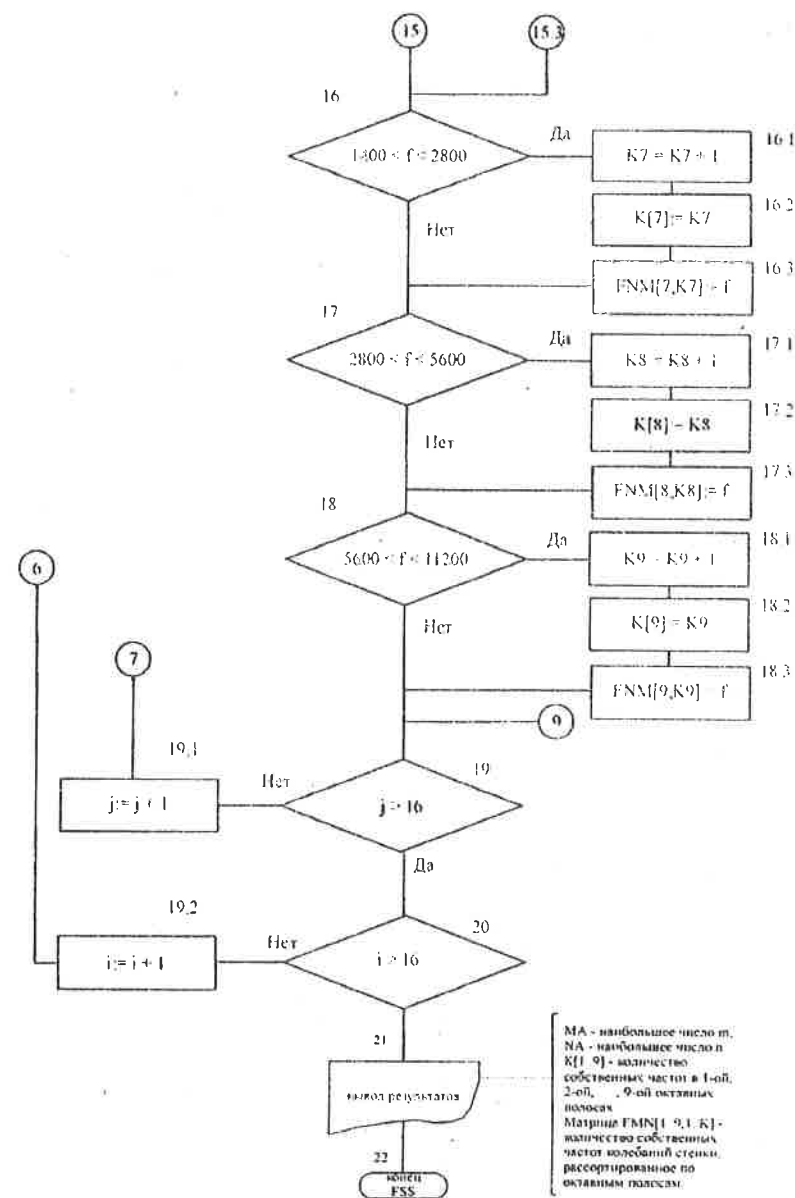 15
15.3
16
1400 < f < 2800
Да
K7 = K7 + 1
16.1
K[7]:= K7
16.2
Нет
FNM[7,K7]:= f
16.3
17
2800 < f < 5600
Да
K8 = K8 + 1
17.1
K[8]:= K8
17.2
Нет
FNM[8,K8]:= f
17.3
18
5600 < f < 11200
Да
K9 = K9 + 1
18.1
6
K[9] = K9
18.2
Нет
7
FNM[9,K9] = f
18.3
9
19,1
19
j:= j + 1
Нет
j > 16
Да
19,2
20
i:= i + 1
Нет
i > 16
21
вывод результатов
МА - наибольшее число m,
NA - наибольшее число n
K[1..9] - количество
собственных частот в 1-ой,
2-ой, ..., 9-ой октавных
полосах
Матрица FMN[1..9,1..K] -
количество собственных
частот колебаний стенки,
рассортированное по
октавным полосам
22
конец
FSS